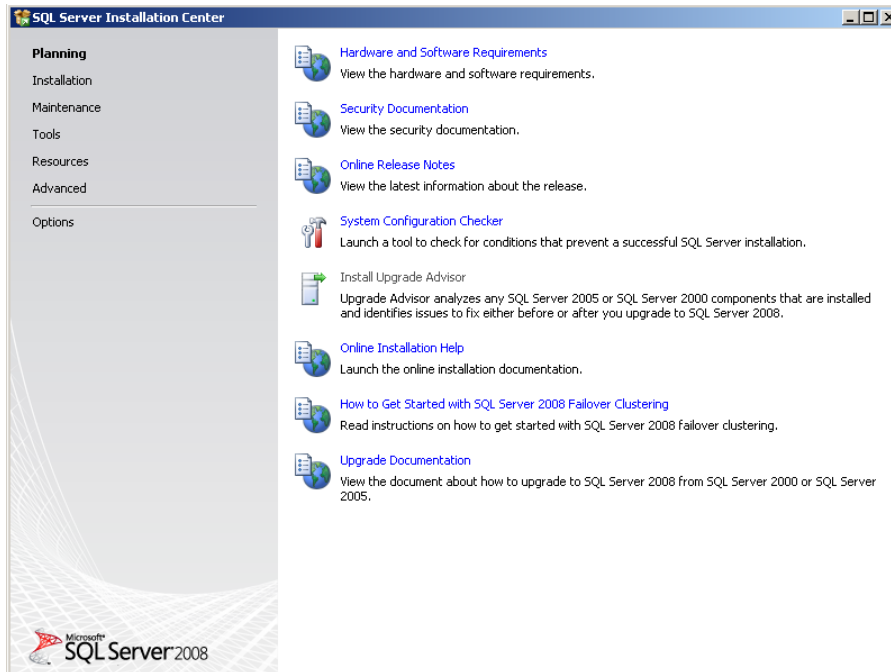 SQL Server Installation Center
Planning
Installation
Maintenance
Tools
Resources
Advanced
Options
Hardware and Software Requirements
View the hardware and software requirements.
Security Documentation
View the security documentation.
Online Release Notes
View the latest information about the release.
System Configuration Checker
Launch a tool to check for conditions that prevent a successful SQL Server installation.
Install Upgrade Advisor
Upgrade Advisor analyzes any SQL Server 2005 or SQL Server 2000 components that are installed
and identifies issues to fix either before or after you upgrade to SQL Server 2008.
Online Installation Help
Launch the online installation documentation.
How to Get Started with SQL Server 2008 Failover Clustering
Read instructions on how to get started with SQL Server 2008 failover clustering.
Upgrade Documentation
View the document about how to upgrade to SQL Server 2008 from SQL Server 2000 or SQL Server
2005.
Microsoft
SQL Server 2008